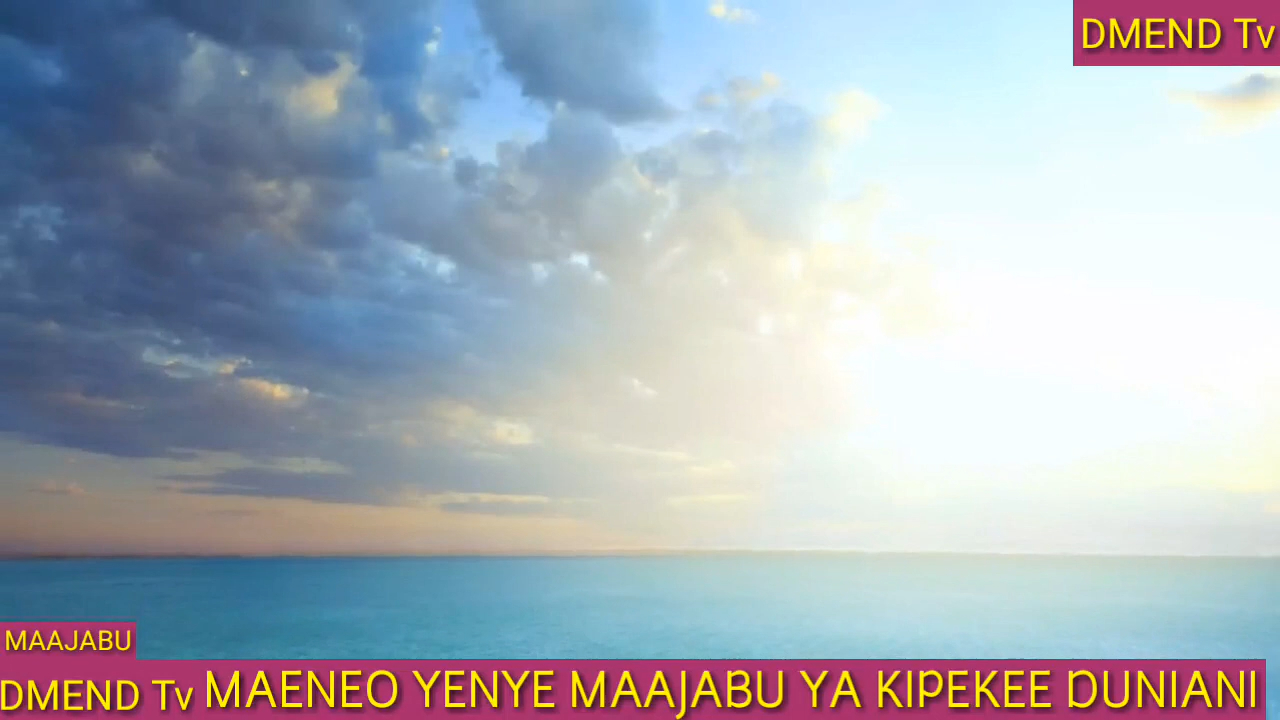 DMEND Tv
MAAJABU
DMEND Tv MAENEO YENYE MAAJABU YA KIPEKEE DUNIANI